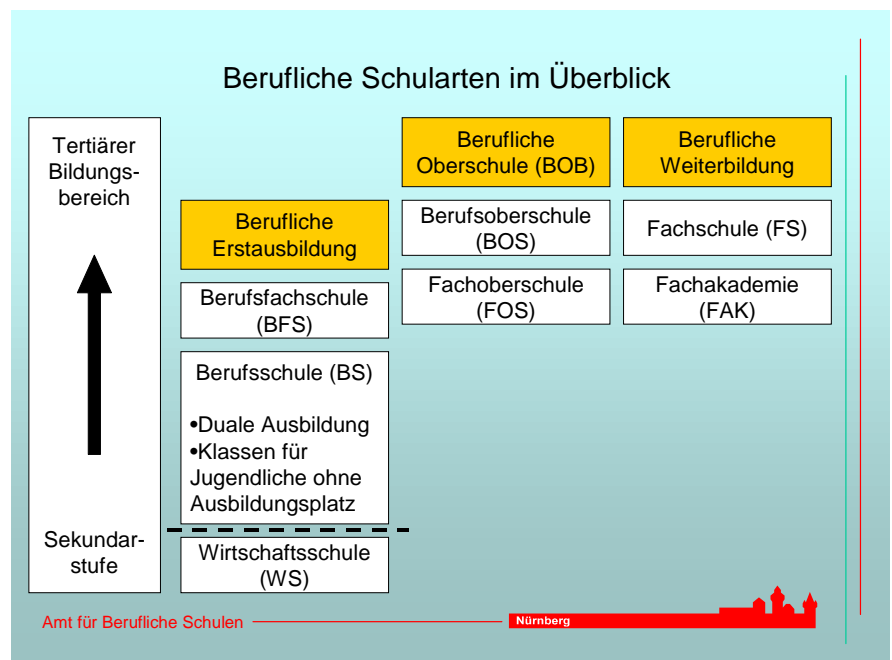 Berufliche Schularten im Überblick
Tertiärer
Bildungs-
bereich
Sekundar-
stufe
Berufliche
Erstausbildung
Berufsfachschule
(BFS)
Berufsschule (BS)
•Duale Ausbildung
•Klassen für
Jugendliche ohne
Ausbildungsplatz
Wirtschaftsschule
(WS)
Berufliche
Oberschule (BOB)
Berufsoberschule
(BOS)
Fachoberschule
(FOS)
Berufliche
Weiterbildung
Fachschule (FS)
Fachakademie
(FAK)
Amt für Berufliche Schulen
Nürnberg